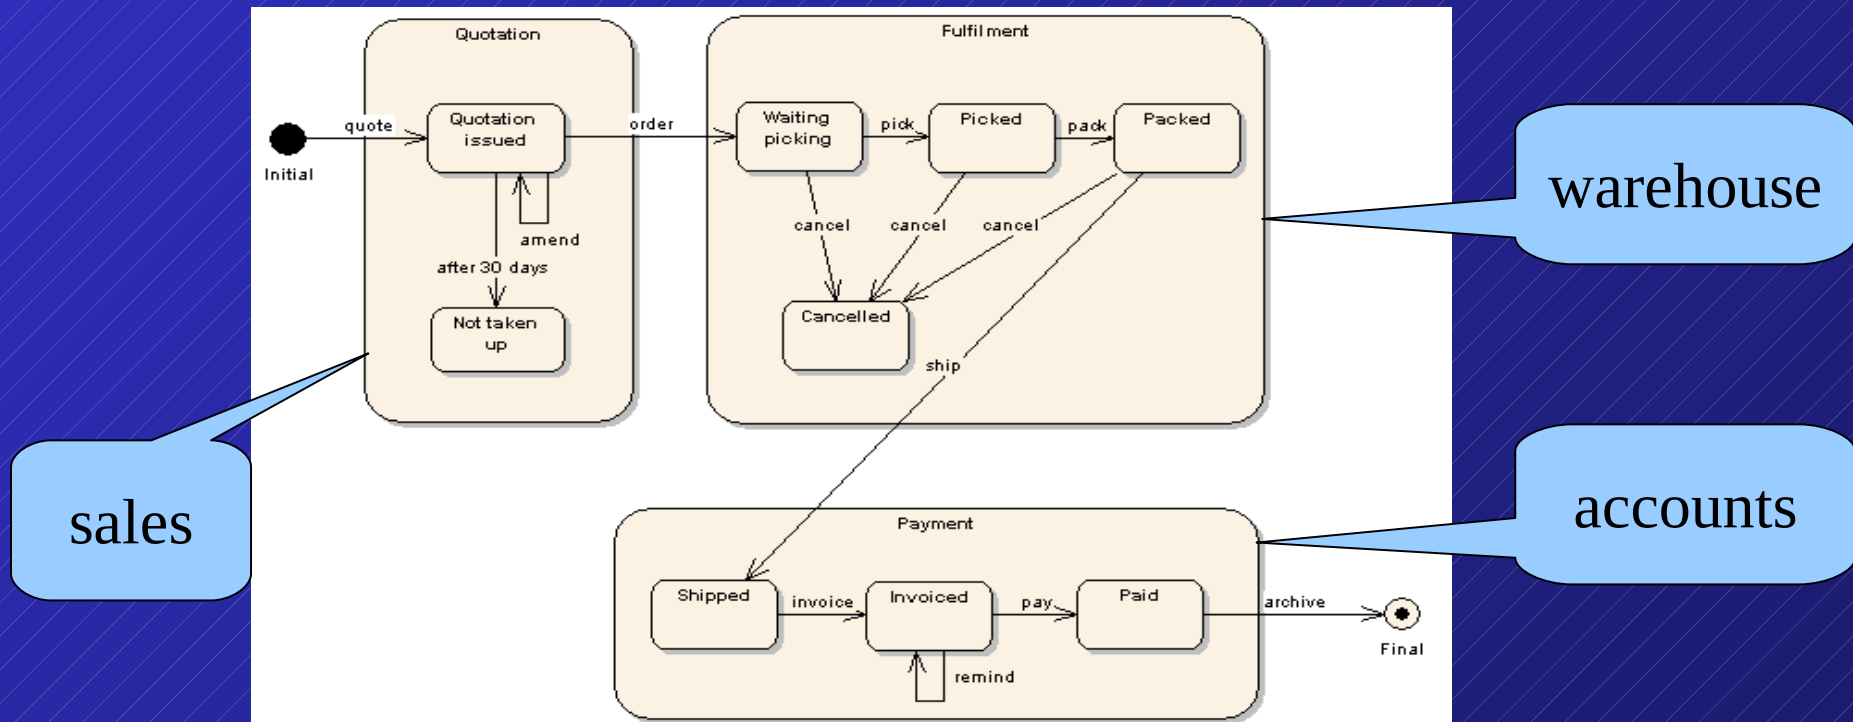 Quotation
Fulfilment
quote
Quotation
issued
order
Waiting
picking
pick
Picked
pack
Packed
Initial
warehouse
cancel
cancel
cancel
amend
after 30 days
Not taken
up
Cancelled
ship
sales
accounts
Payment
Shipped
invoice
Invoiced
pay
Paid
archive
Final
remind